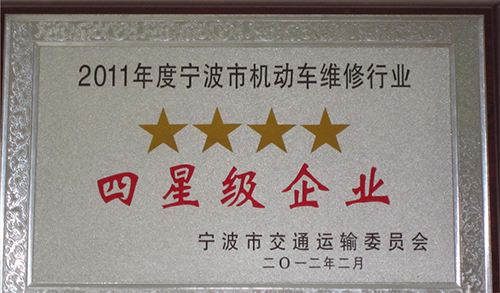 2011年度宁波市机动车维修行业
四星级企业
宁波市交通运输委员会
二〇一二年二月